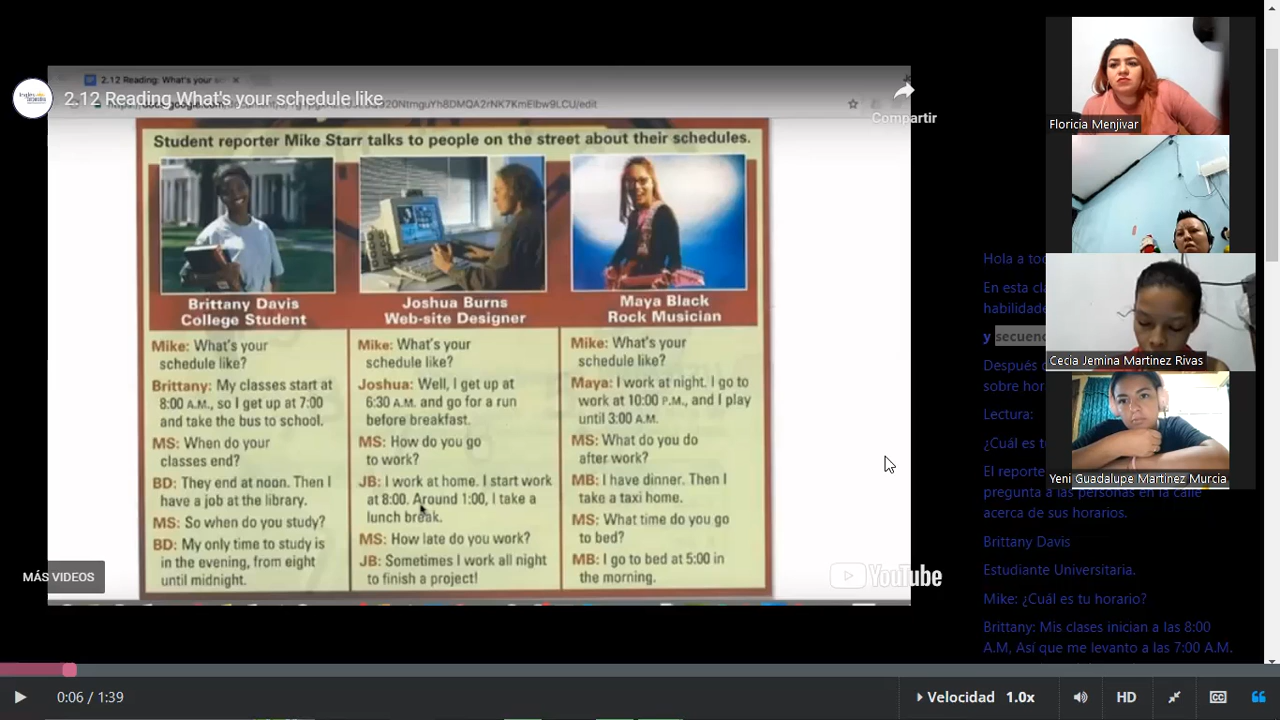 2.12 Reading: What's your
2.12 Reading What's your schedule like
Compartir
Student reporter Mike Starr talks to people on the street about their schedules.
Brittany Davis
College Student
Mike: What's your
schedule like?
Brittany: My classes start at
8:00 A.M., so I get up at 7:00
and take the bus to school.
MS: When do your
classes end?
BD: They end at noon. Then I
have a job at the library.
MS: So when do you study?
BD: My only time to study is
in the evening, from eight
until midnight.
Joshua Burns
Web-site Designer
Mike: What's your
schedule like?
Joshua: Well, I get up at
6:30 A.M. and go for a run
before breakfast.
MS: How do you go
to work?
JB: I work at home. I start work
at 8:00. Around 1:00, I take a
lunch break.
MS: How late do you work?
JB: Sometimes I work all night
to finish a project!
Maya Black
Rock Musician
Mike: What's your
schedule like?
Maya: I work at night. I go to
work at 10:00 P.M., and I play
until 3:00 A.M.
MS: What do you do
after work?
MB: I have dinner. Then I
take a taxi home.
MS: What time do you go
to bed?
MB: I go to bed at 5:00 in
the morning.
MÁS VIDEOS
YouTube
Floricia Menjivar
Cecia Jemina Martinez Rivas
Yeni Guadalupe Martinez Murcia
Hola a
En esta
y
Después
sobre
Lectura:
¿Cuál es
El reporte
pregunta a las personas en la calle
acerca de sus horarios.
Brittany Davis
Estudiante Universitaria.
Mike: ¿Cuál es tu horario?
Brittany: Mis clases inician a las 8:00
A.M, Así que me levanto a las 7:00 A.M.
0:06 / 1:39
Velocidad 1.0x
HD